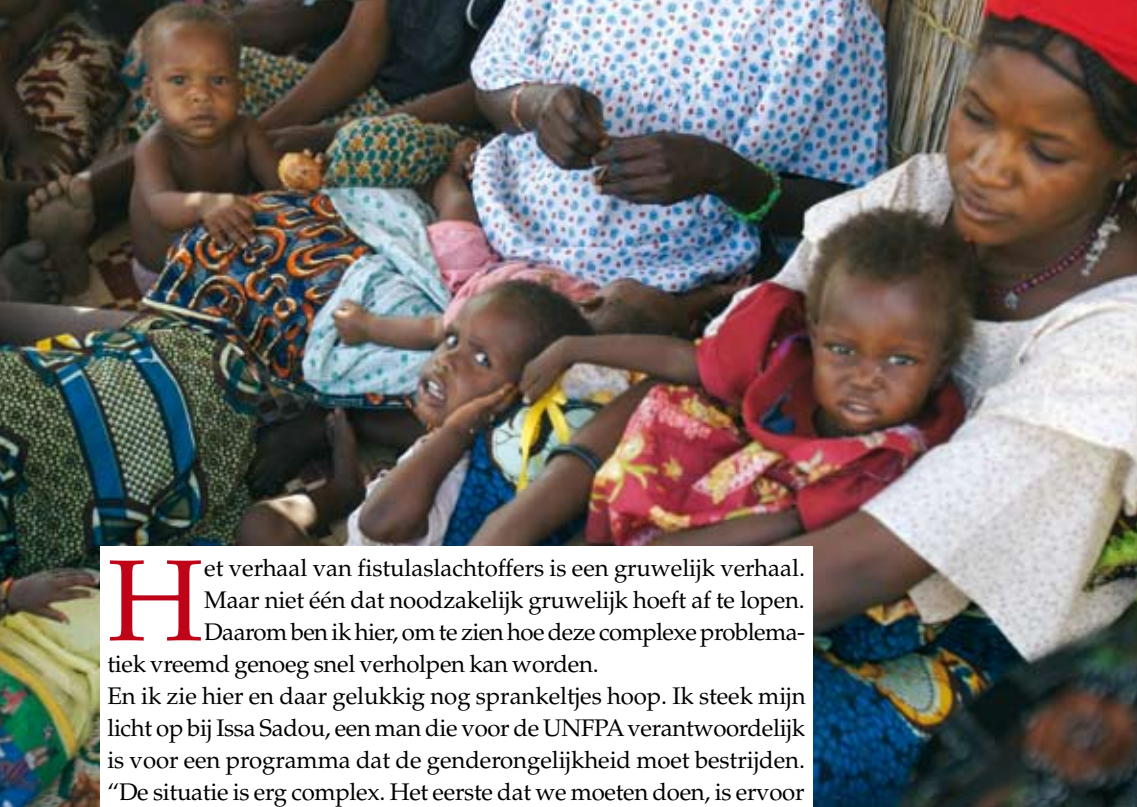 Het verhaal van fistulaslachtoffers is een gruwelijk verhaal.
Maar niet één dat noodzakelijk gruwelijk hoeft af te lopen.
Daarom ben ik hier, om te zien hoe deze complexe problema-
tiek vreemd genoeg snel verholpen kan worden.
En ik zie hier en daar gelukkig nog sprankeltjes hoop. Ik steek mijn
licht op bij Issa Sadou, een man die voor de UNFPA verantwoordelijk
is voor een programma dat de genderongelijkheid moet bestrijden.
“De situatie is erg complex. Het eerste dat we moeten doen, is ervoor